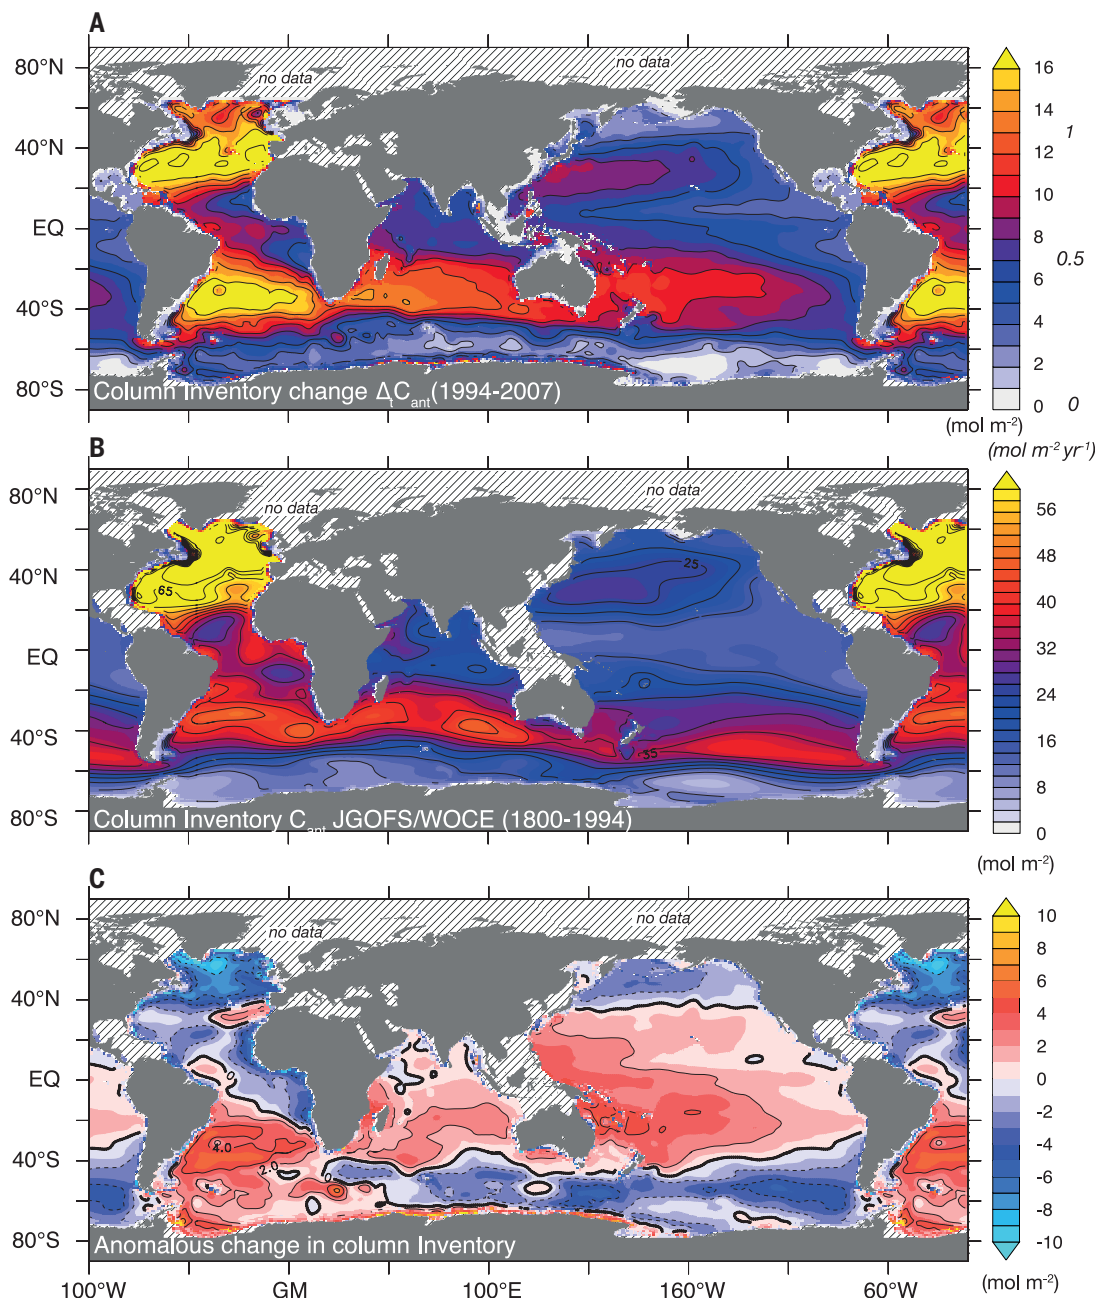 A
80°N
40°N
EQ
40°S
80°S
no data
no data
Column Inventory change ΔtCant(1994-2007)
16
14
12
10
8
6
4
2
0
1
0.5
0
(mol m-2)
(mol m-2 yr-1)
B
80°N
40°N
EQ
40°S
80°S
no data
no data
65
25
35
Column Inventory Cant JGOFS/WOCE (1800-1994)
56
48
40
32
24
16
8
0
(mol m-2)
C
80°N
40°N
EQ
40°S
80°S
no data
no data
0
4.0
2.0
0
Anomalous change in column Inventory
10
8
6
4
2
0
-2
-4
-6
-8
-10
(mol m-2)
100°W
GM
100°E
160°W
60°W